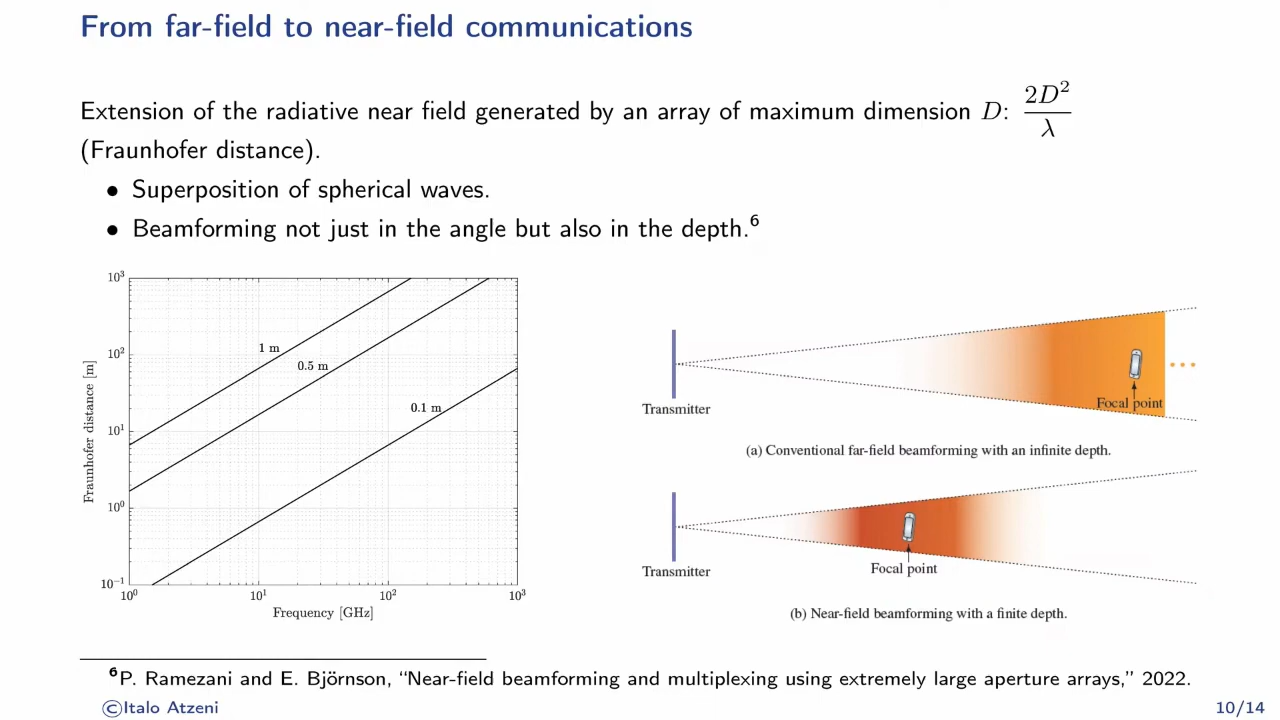 From far-field to near-field communications
Extension of the radiative near field generated by an array of maximum dimension D: 2D²/λ
(Fraunhofer distance).
• Superposition of spherical waves.
• Beamforming not just in the angle but also in the depth.⁶
10³
10²
10¹
10⁰
10⁻¹
Fraunhofer distance [m]
1 m
0.5 m
0.1 m
10⁰ 10¹ 10² 10³
Frequency [GHz]
Transmitter
Focal point
(a) Conventional far-field beamforming with an infinite depth.
Transmitter
Focal point
(b) Near-field beamforming with a finite depth.
⁶P. Ramezani and E. Björnson, “Near-field beamforming and multiplexing using extremely large aperture arrays,” 2022.
©Italo Atzeni
10/14